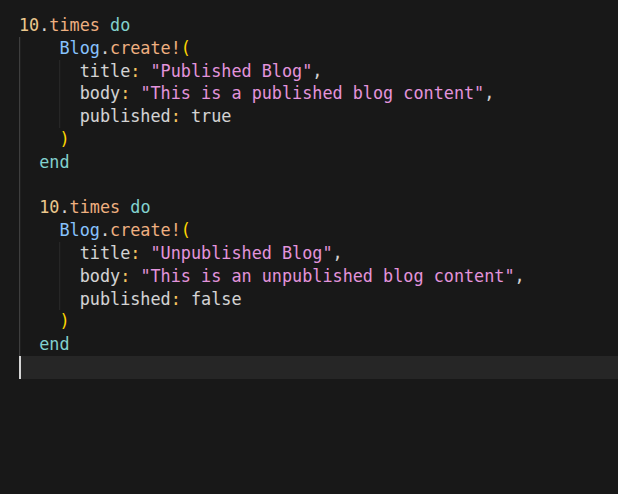 10.times do
    Blog.create!(
      title: "Published Blog",
      body: "This is a published blog content",
      published: true
    )
  end

  10.times do
    Blog.create!(
      title: "Unpublished Blog",
      body: "This is an unpublished blog content",
      published: false
    )
  end